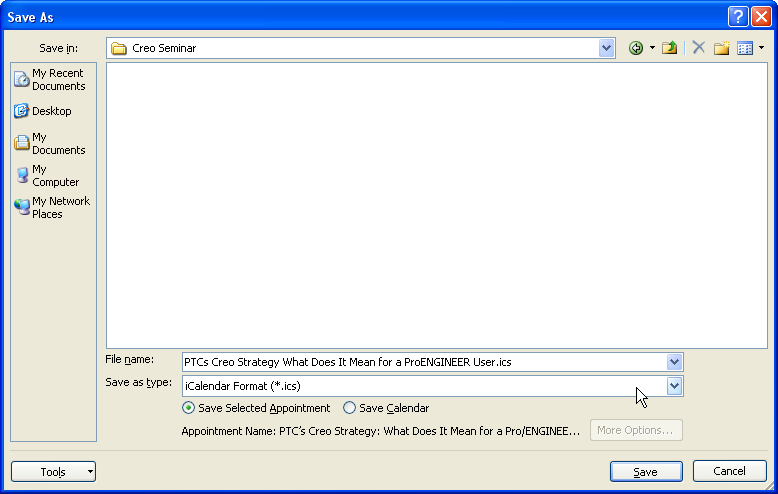 Save As
Save in:
Creo Seminar
My Recent
Documents
Desktop
My
Documents
My
Computer
My Network
Places
File name:
PTCs Creo Strategy What Does It Mean for a ProENGINEER User.ics
Save as type:
iCalendar Format (*.ics)
Save Selected Appointment
Save Calendar
Appointment Name: PTC's Creo Strategy: What Does It Mean for a Pro/ENGINEE...
More Options...
Tools
Save
Cancel